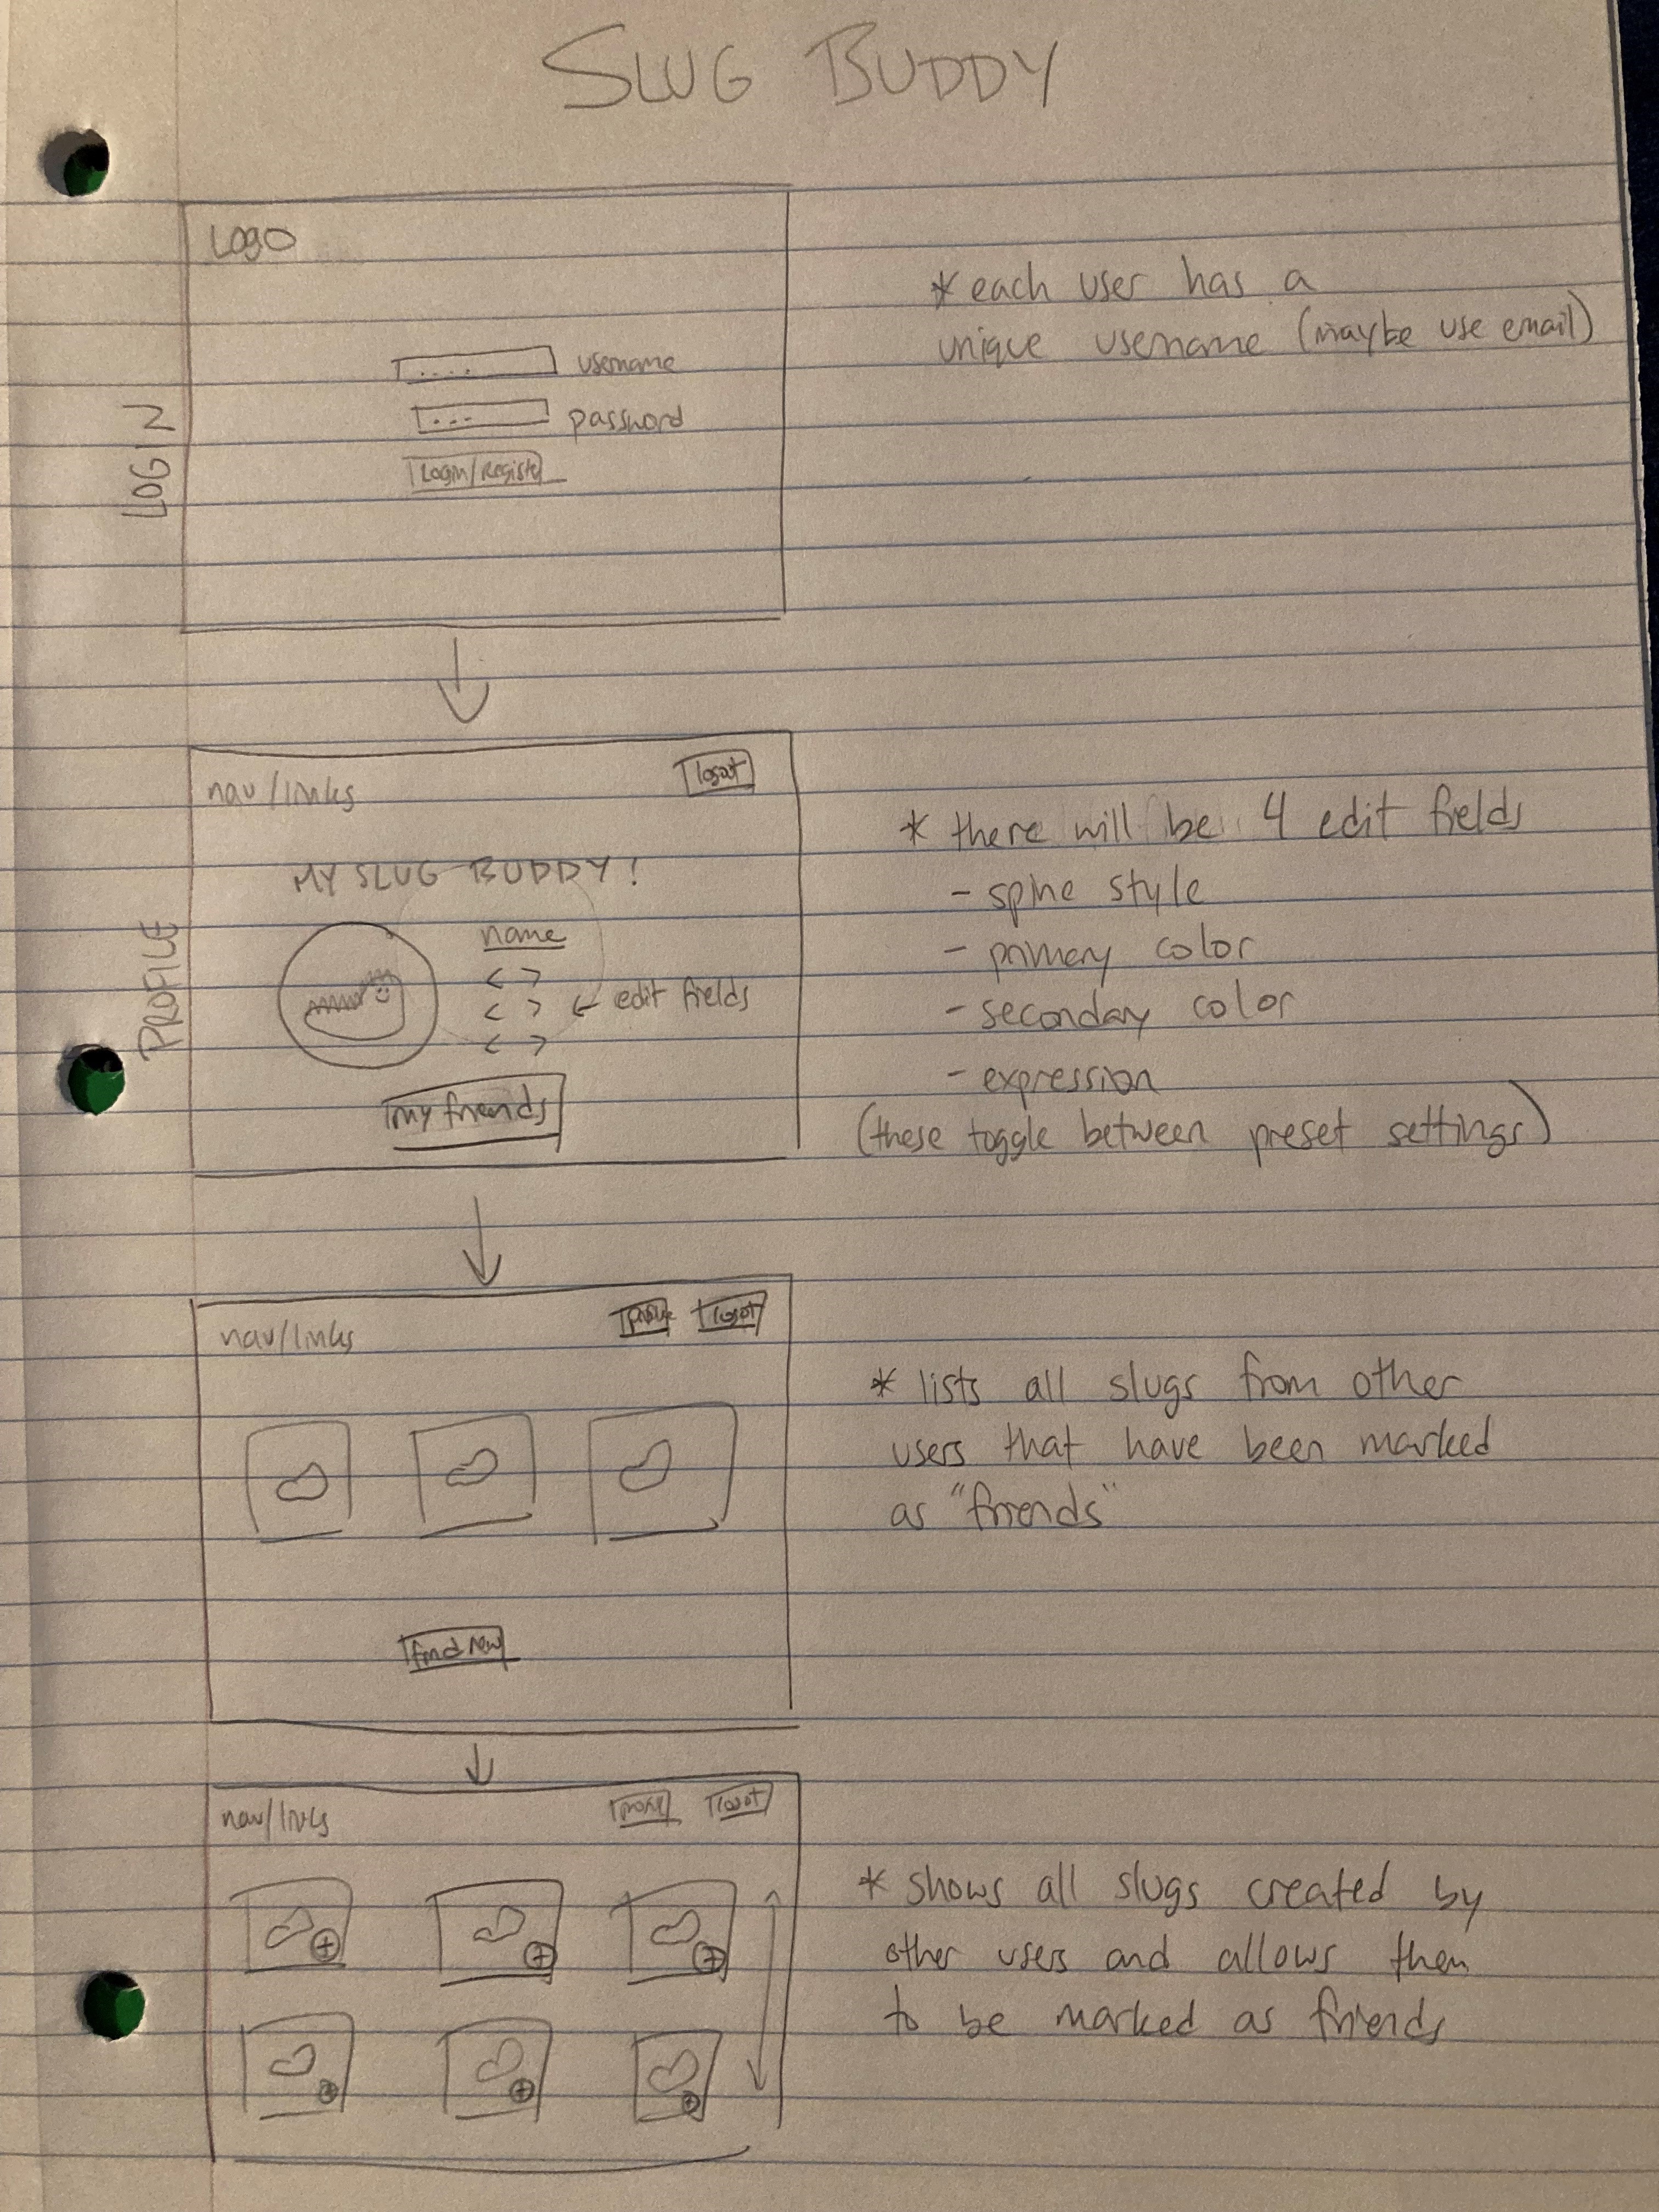 SLUG BUDDY
LOGIN
Logo
username
password
Login/Register
* each user has a
unique username (maybe use email)
PROFILE
nav/links
logout
MY SLUG BUDDY!
name
< >
< > ← edit fields
< >
my friends
* there will be 4 edit fields
- spine style
- primary color
- secondary color
- expression
(these toggle between preset settings)
nav/links
profile
logout
find new
* lists all slugs from other
users that have been marked
as "friends"
nav/links
profile
logout
* shows all slugs created by
other users and allows them
to be marked as friends